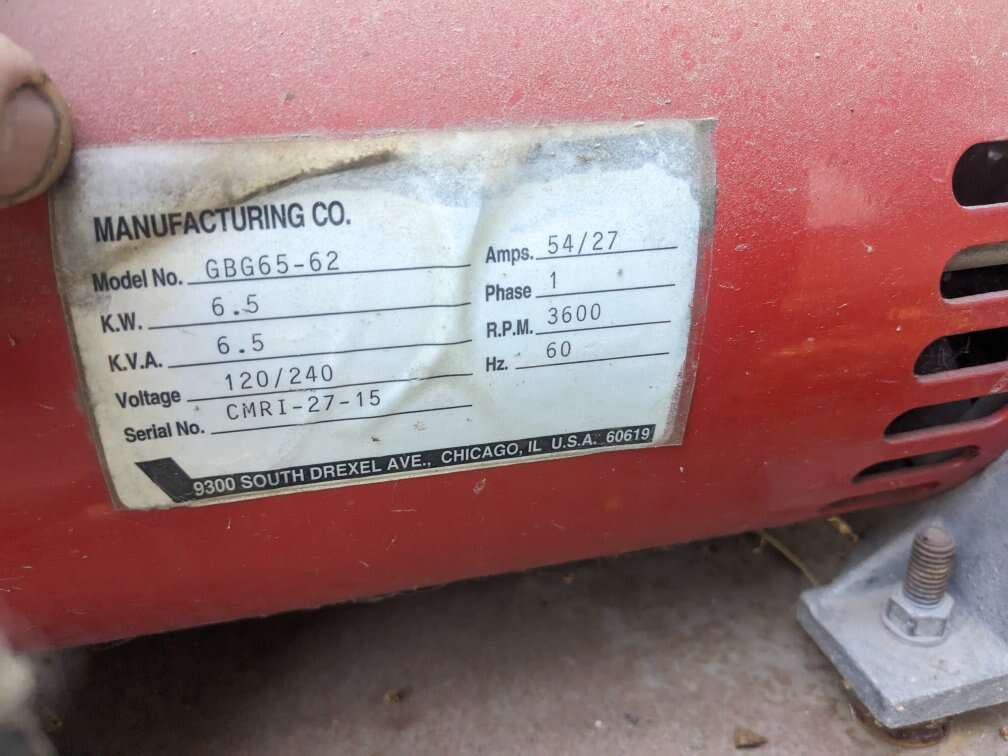 MANUFACTURING CO.
Model No. GBG65-62
K.W. 6.5
K.V.A. 6.5
Voltage 120/240
Serial No. CMRI-27-15
Amps. 54/27
Phase 1
R.P.M. 3600
Hz. 60
9300 SOUTH DREXEL AVE., CHICAGO, IL U.S.A. 60619